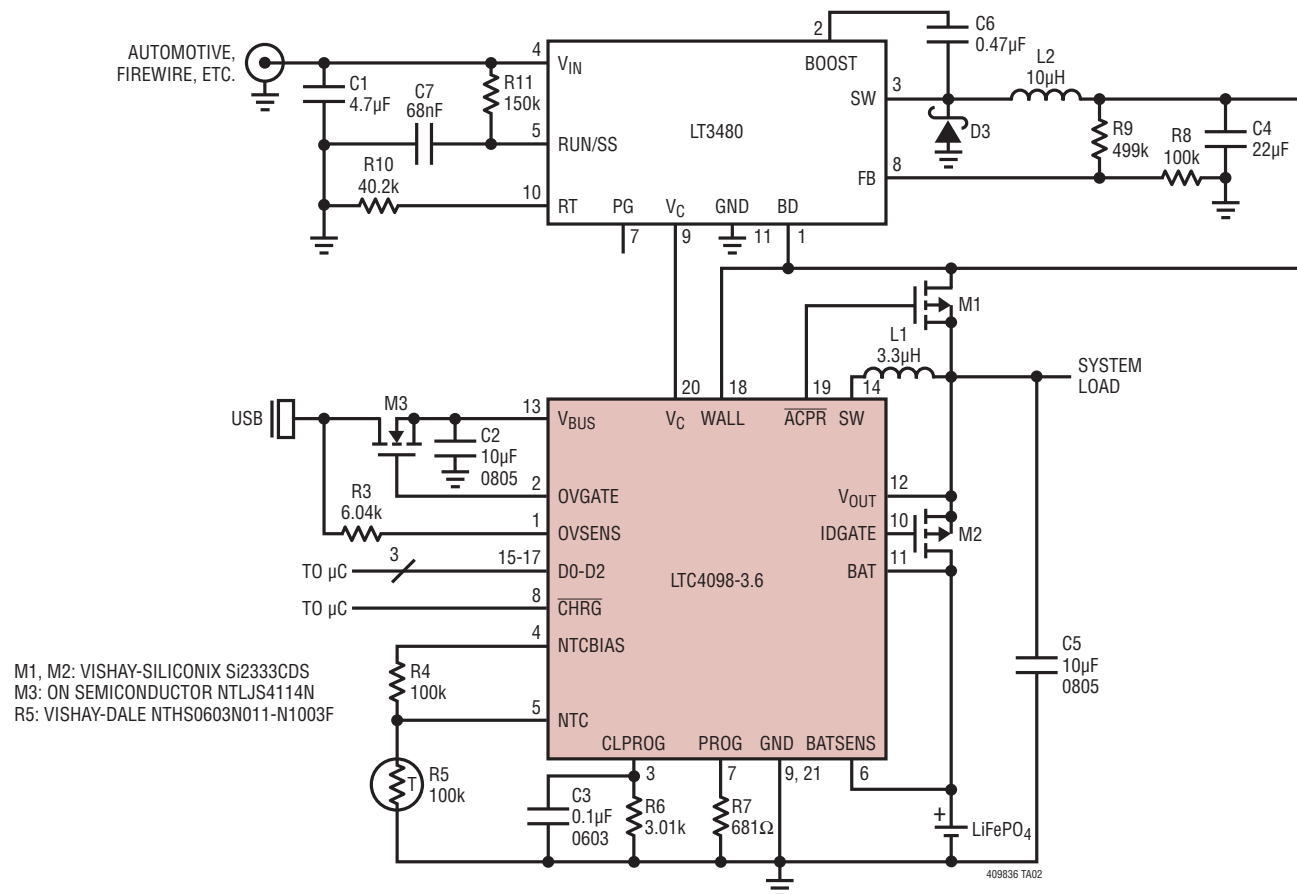 AUTOMOTIVE,
FIREWIRE, ETC.
C1
4.7µF
C7
68nF
R11
150k
R10
40.2k
4
VIN
5
RUN/SS
10
RT
PG
7
VC
9
GND
11
BD
1
LT3480
2
BOOST
3
SW
8
FB
C6
0.47µF
L2
10µH
D3
R9
499k
R8
100k
C4
22µF
M1
L1
3.3µH
SYSTEM
LOAD
USB
M3
C2
10µF
0805
R3
6.04k
TO µC
3
TO µC
13
VBUS
2
OVGATE
1
OVSENS
15-17
D0-D2
8
CHRG
4
NTCBIAS
5
NTC
20
VC
18
WALL
19
ACPR
14
SW
12
VOUT
10
IDGATE
11
BAT
M2
LTC4098-3.6
CLPROG
3
PROG
7
GND
9, 21
BATSENS
6
M1, M2: VISHAY-SILICONIX Si2333CDS
M3: ON SEMICONDUCTOR NTLJS4114N
R5: VISHAY-DALE NTHS0603N011-N1003F
R4
100k
T
R5
100k
C3
0.1µF
0603
R6
3.01k
R7
681Ω
C5
10µF
0805
+
LiFePO4
409836 TA02